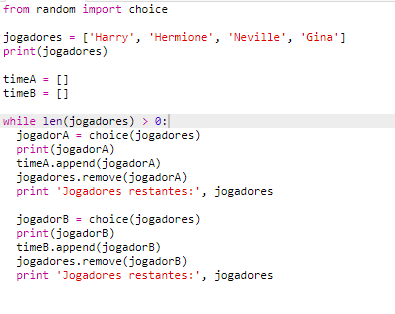 from random import choice
jogadores = ['Harry', 'Hermione', 'Neville', 'Gina']
print(jogadores)
timeA = []
timeB = []
while len(jogadores) > 0:
jogadorA = choice(jogadores)
print(jogadorA)
timeA.append(jogadorA)
jogadores.remove(jogadorA)
print 'Jogadores restantes:', jogadores
jogadorB = choice(jogadores)
print(jogadorB)
timeB.append(jogadorB)
jogadores.remove(jogadorB)
print 'Jogadores restantes:', jogadores